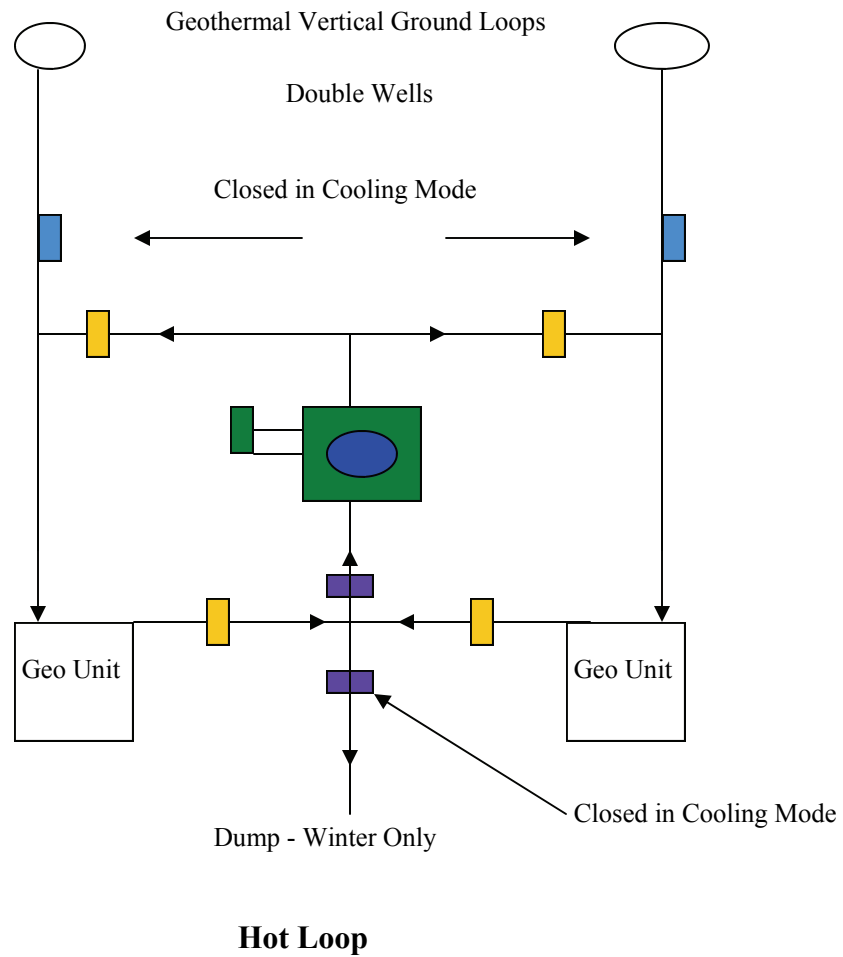 Geothermal Vertical Ground Loops
Double Wells
Closed in Cooling Mode
Geo Unit
Geo Unit
Closed in Cooling Mode
Dump - Winter Only
Hot Loop